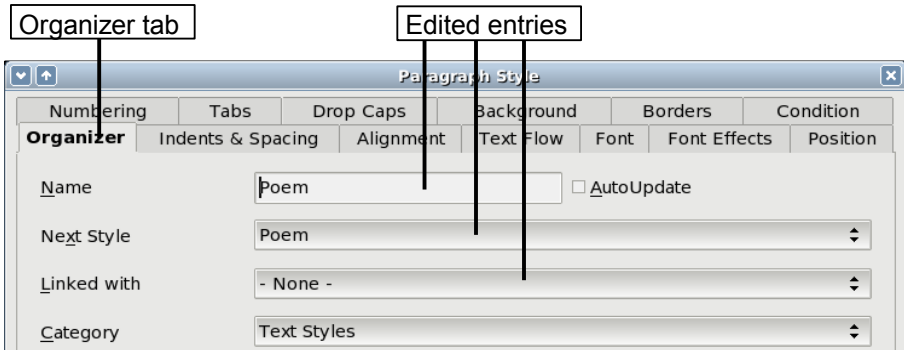 Organizer tab Edited entries
Paragraph Style
Numbering Tabs Drop Caps Background Borders Condition
Organizer Indents & Spacing Alignment Text Flow Font Font Effects Position
Name Poem AutoUpdate
Next Style Poem
Linked with - None -
Category Text Styles